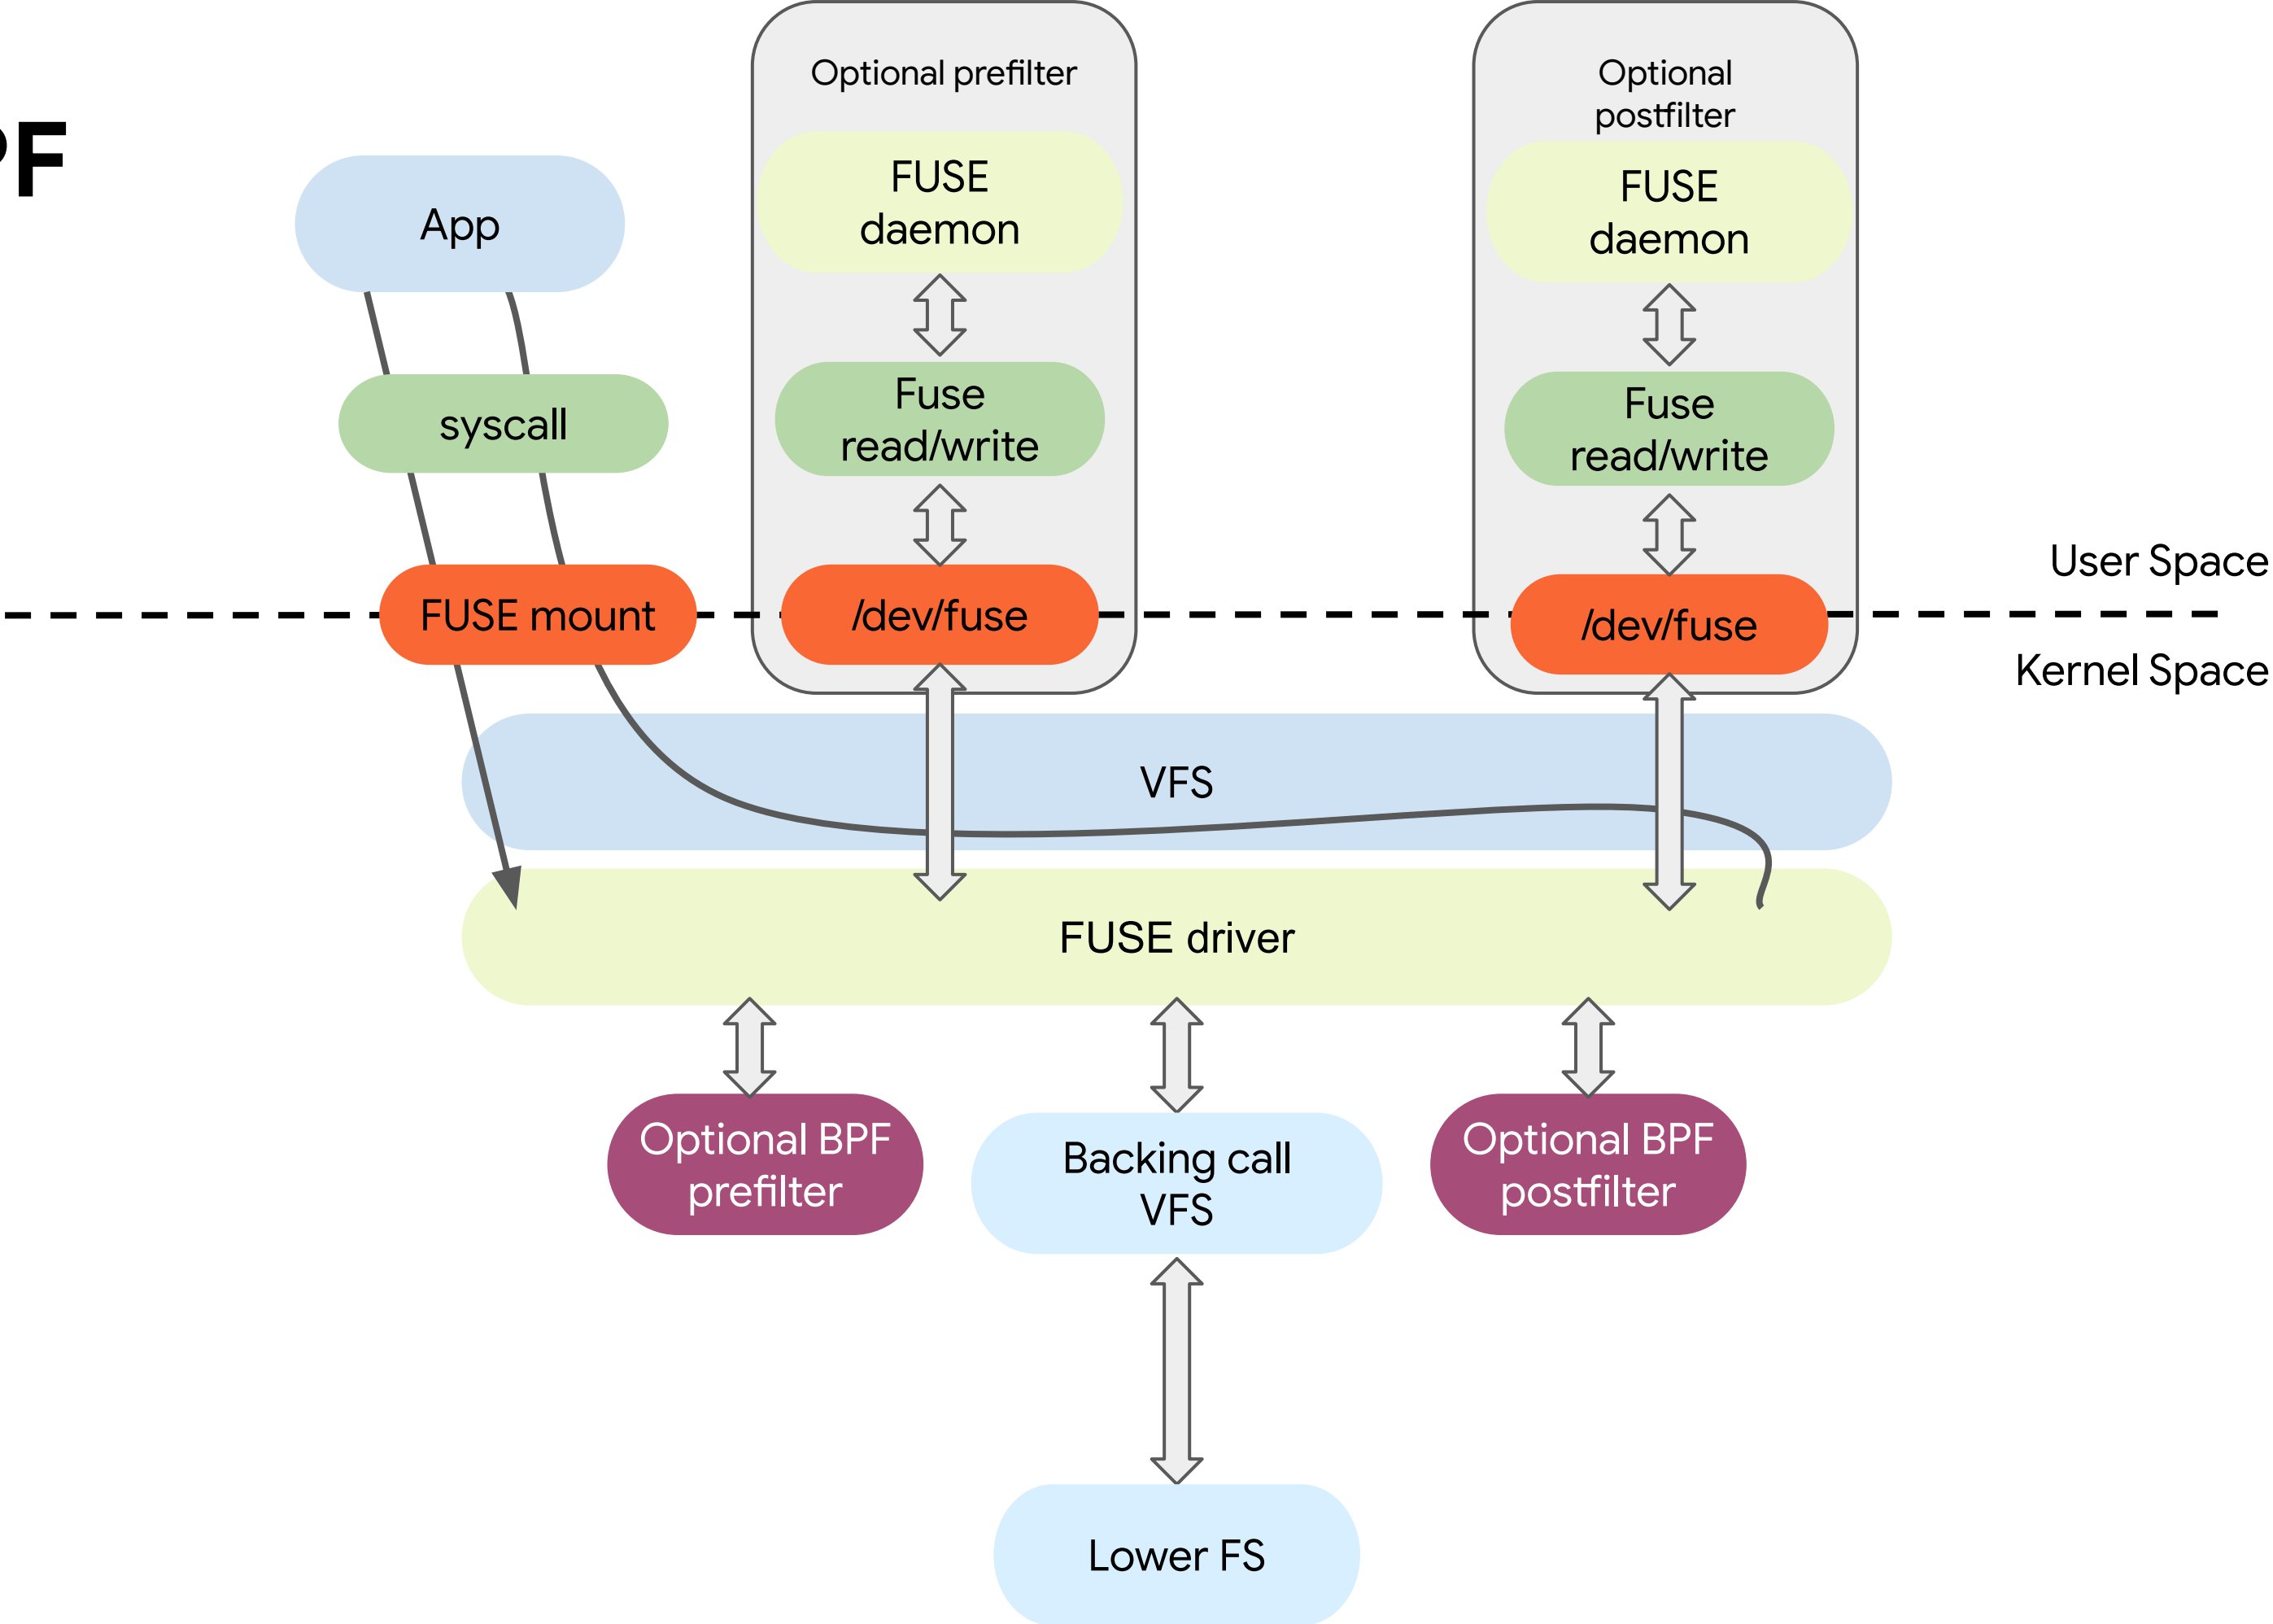 PF
Optional prefilter
Optional
postfilter
App
FUSE
daemon
FUSE
daemon
syscall
Fuse
read/write
Fuse
read/write
User Space
FUSE mount
/dev/fuse
/dev/fuse
Kernel Space
VFS
FUSE driver
Optional BPF
prefilter
Backing call
VFS
Optional BPF
postfilter
Lower FS